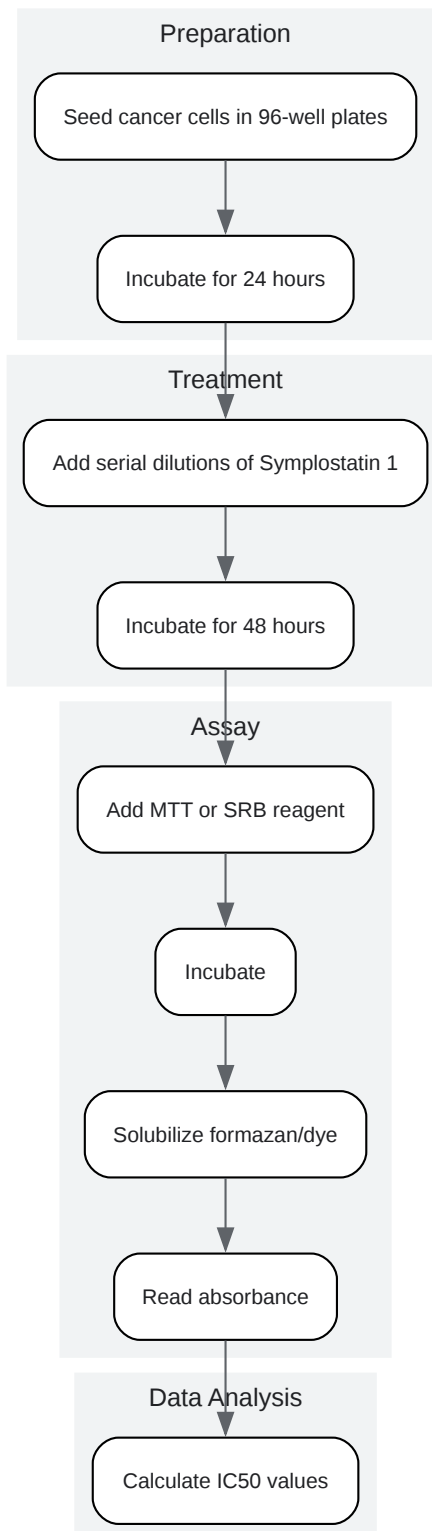 Preparation
Seed cancer cells in 96-well plates
Incubate for 24 hours
Treatment
Add serial dilutions of Symplostatin 1
Incubate for 48 hours
Assay
Add MTT or SRB reagent
Incubate
Solubilize formazan/dye
Read absorbance
Data Analysis
Calculate IC50 values